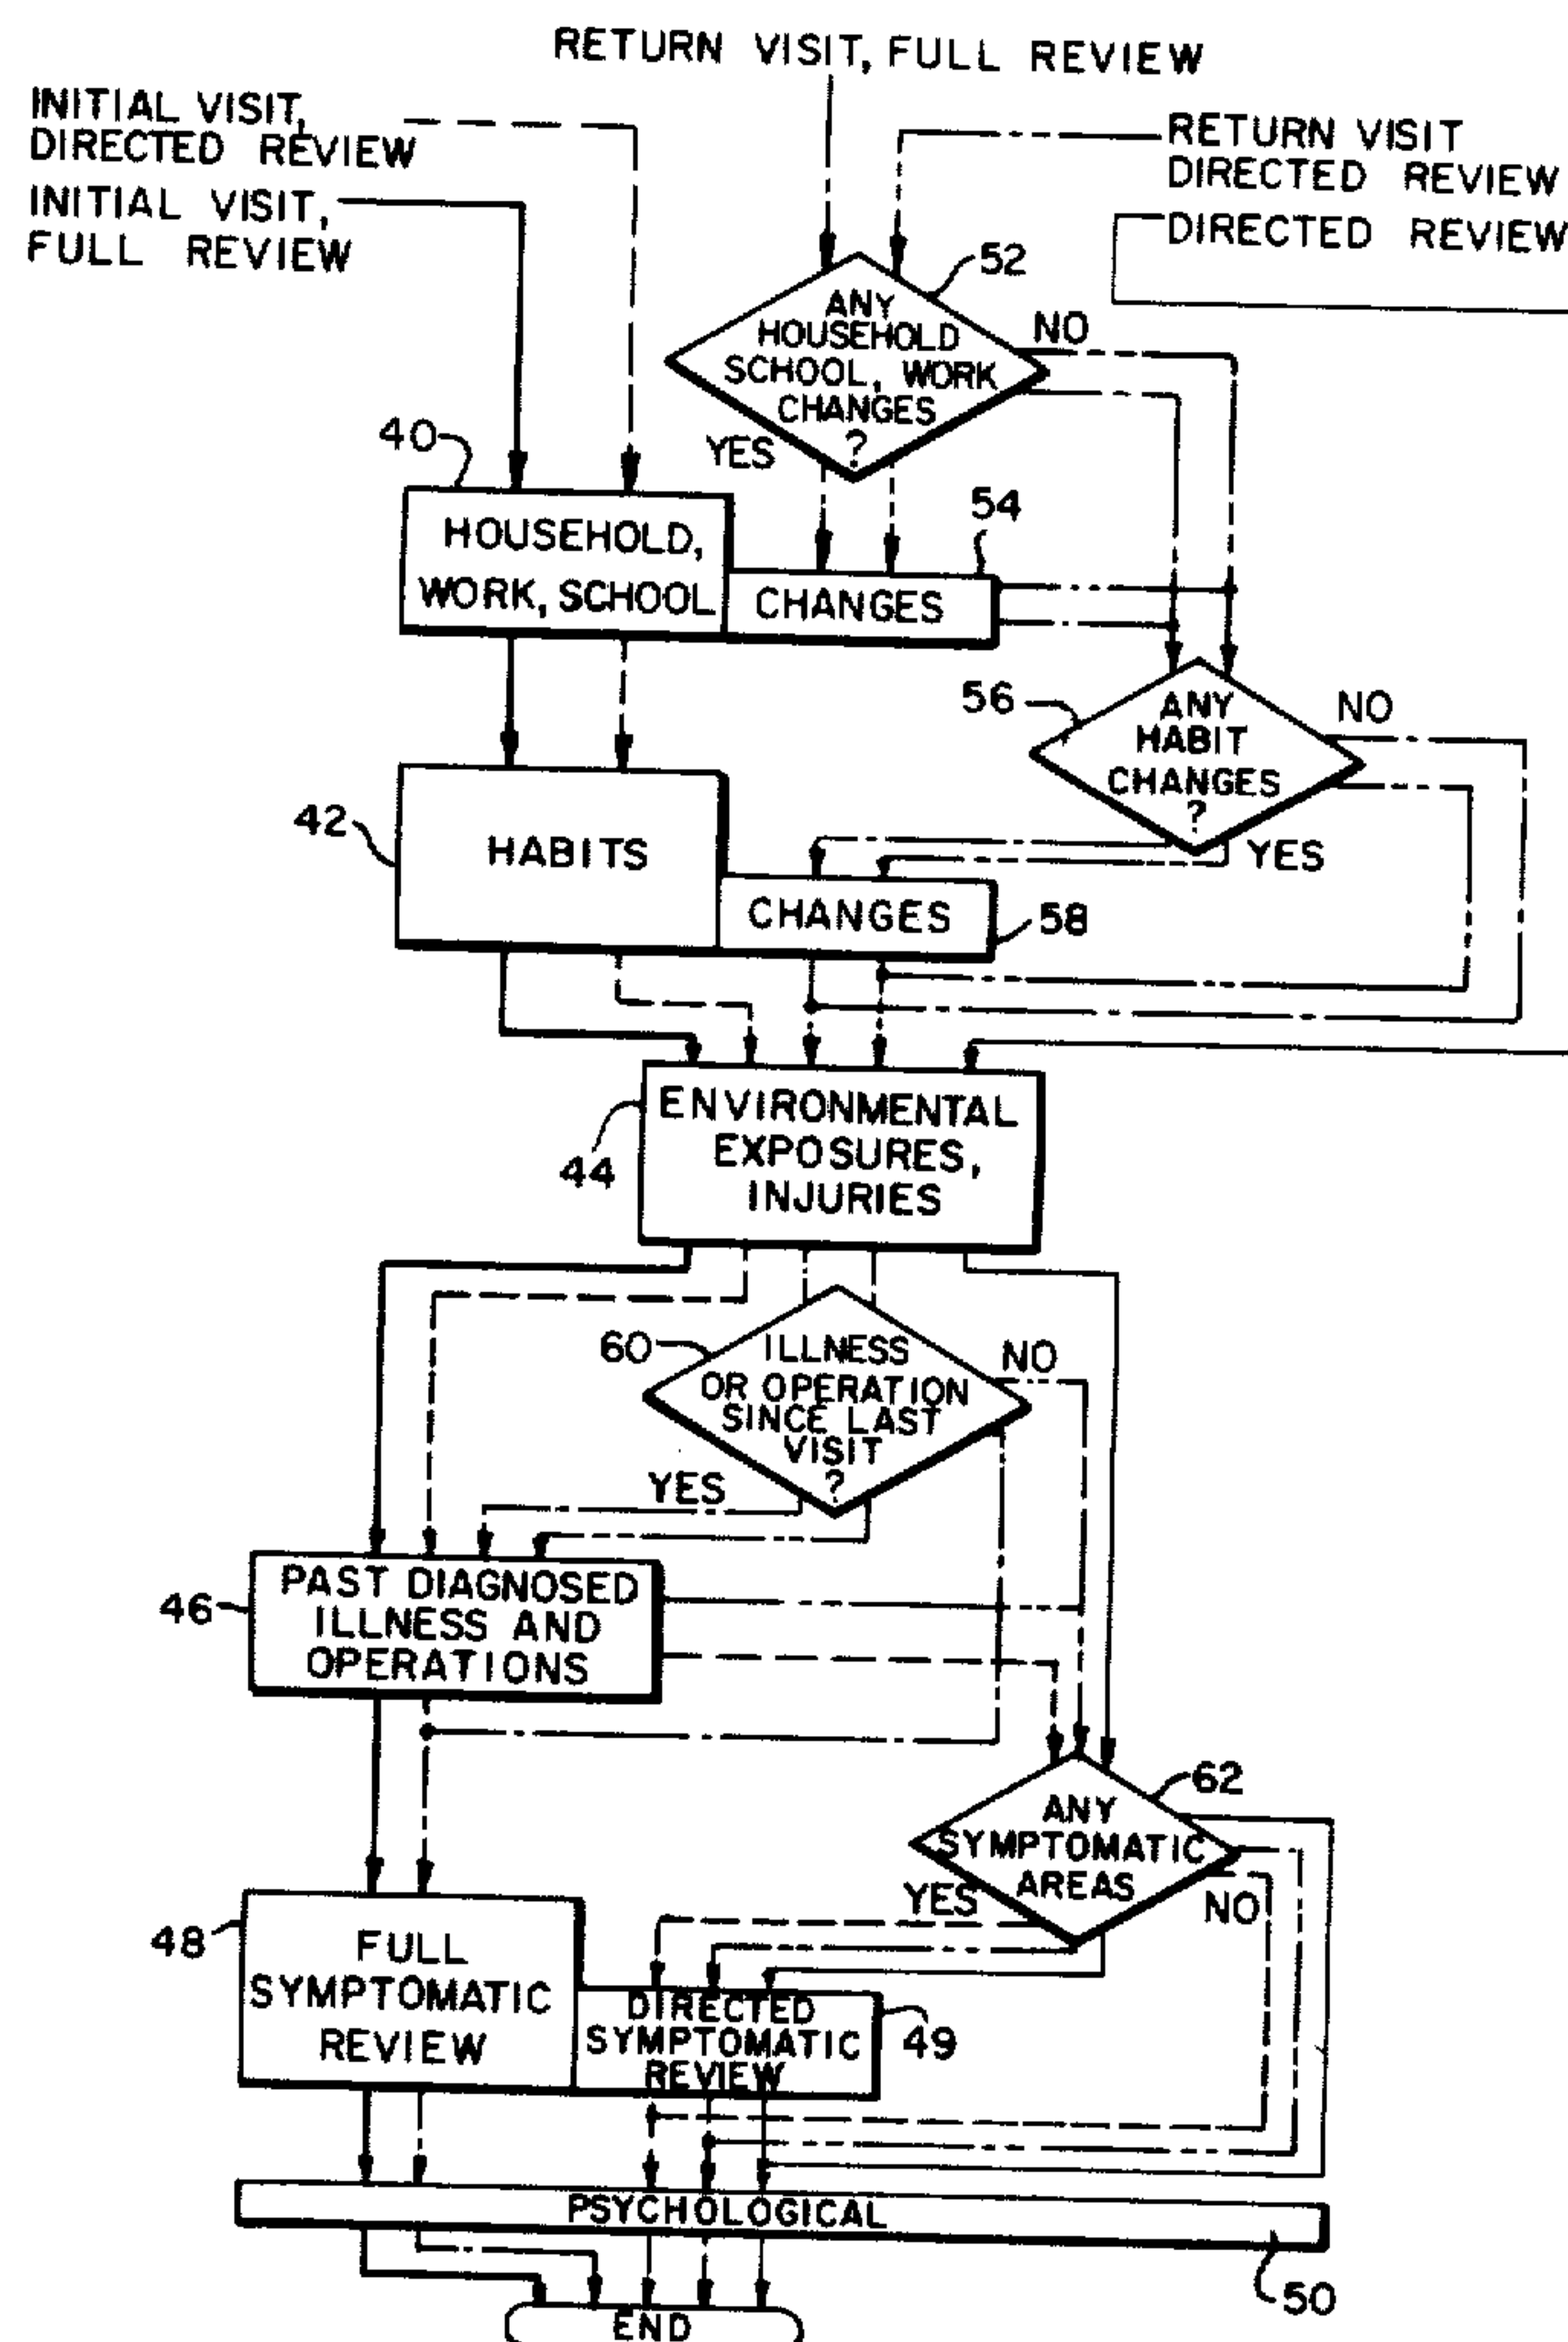 RETURN VISIT, FULL REVIEW
INITIAL VISIT,
DIRECTED REVIEW
INITIAL VISIT,
FULL REVIEW
RETURN VISIT
DIRECTED REVIEW
DIRECTED REVIEW
52
ANY
HOUSEHOLD
SCHOOL, WORK
CHANGES
?
NO
YES
40
HOUSEHOLD,
WORK, SCHOOL
54
CHANGES
56
ANY
HABIT
CHANGES
?
NO
YES
42
HABITS
CHANGES
58
ENVIRONMENTAL
EXPOSURES,
INJURIES
44
60
ILLNESS
OR OPERATION
SINCE LAST
VISIT
?
NO
YES
46
PAST DIAGNOSED
ILLNESS AND
OPERATIONS
62
ANY
SYMPTOMATIC
AREAS
YES
NO
48
FULL
SYMPTOMATIC
REVIEW
DIRECTED
SYMPTOMATIC
REVIEW
49
PSYCHOLOGICAL
50
END